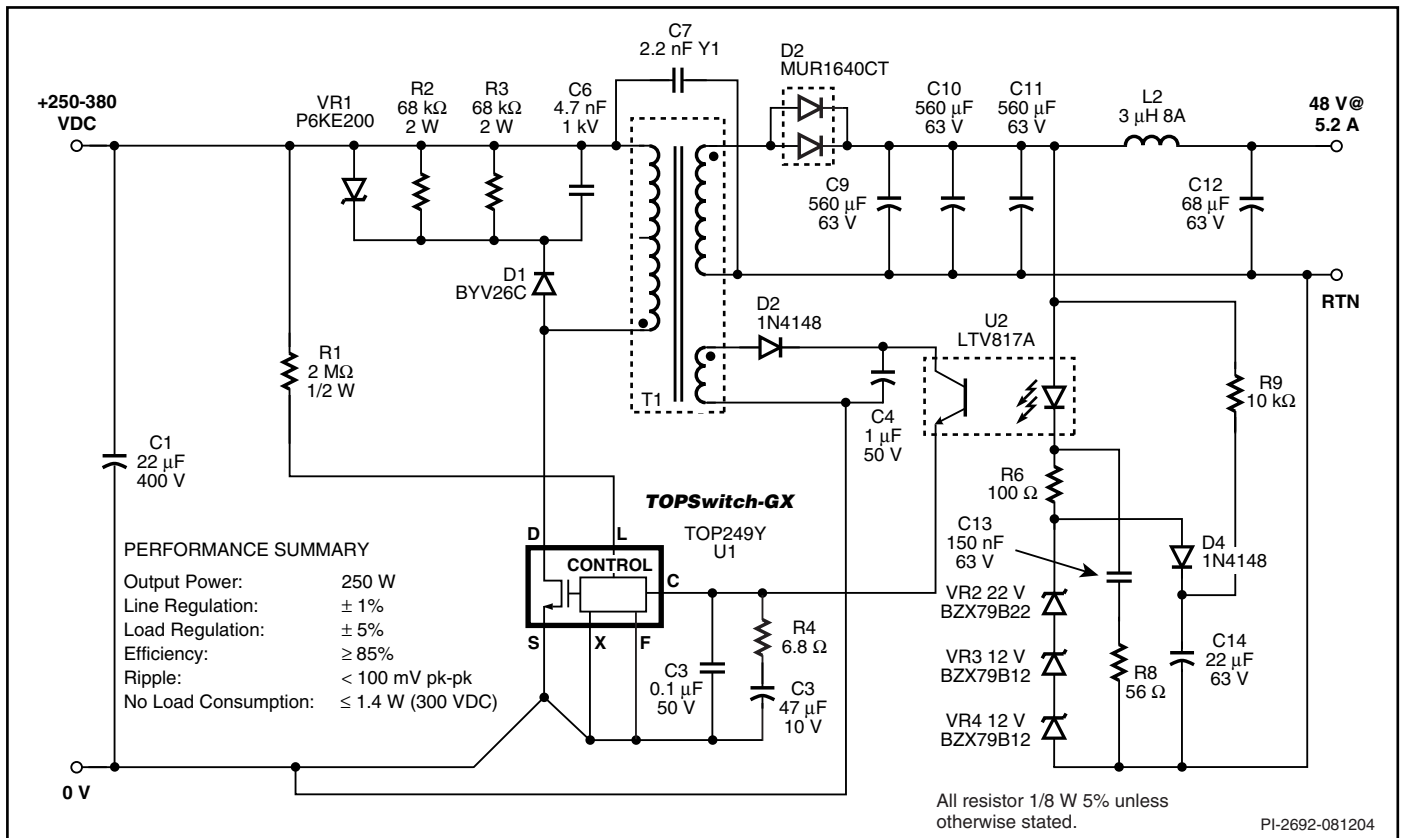 +250-380
VDC
VR1
P6KE200
R2
68 kΩ
2 W
R3
68 kΩ
2 W
C6
4.7 nF
1 kV
C7
2.2 nF Y1
D2
MUR1640CT
C10
560 µF
63 V
C11
560 µF
63 V
L2
3 µH 8A
48 V@
5.2 A
C9
560 µF
63 V
C12
68 µF
63 V
RTN
D1
BYV26C
R1
2 MΩ
1/2 W
T1
D2
1N4148
C4
1 µF
50 V
U2
LTV817A
R9
10 kΩ
C1
22 µF
400 V
R6
100 Ω
TOPSwitch-GX
TOP249Y
U1
D
L
CONTROL
C
S
X
F
C13
150 nF
63 V
D4
1N4148
VR2 22 V
BZX79B22
R4
6.8 Ω
C3
0.1 µF
50 V
C3
47 µF
10 V
VR3 12 V
BZX79B12
R8
56 Ω
C14
22 µF
63 V
VR4 12 V
BZX79B12
PERFORMANCE SUMMARY
Output Power: 250 W
Line Regulation: ± 1%
Load Regulation: ± 5%
Efficiency: ≥ 85%
Ripple: < 100 mV pk-pk
No Load Consumption: ≤ 1.4 W (300 VDC)
0 V
All resistor 1/8 W 5% unless
otherwise stated.
PI-2692-081204